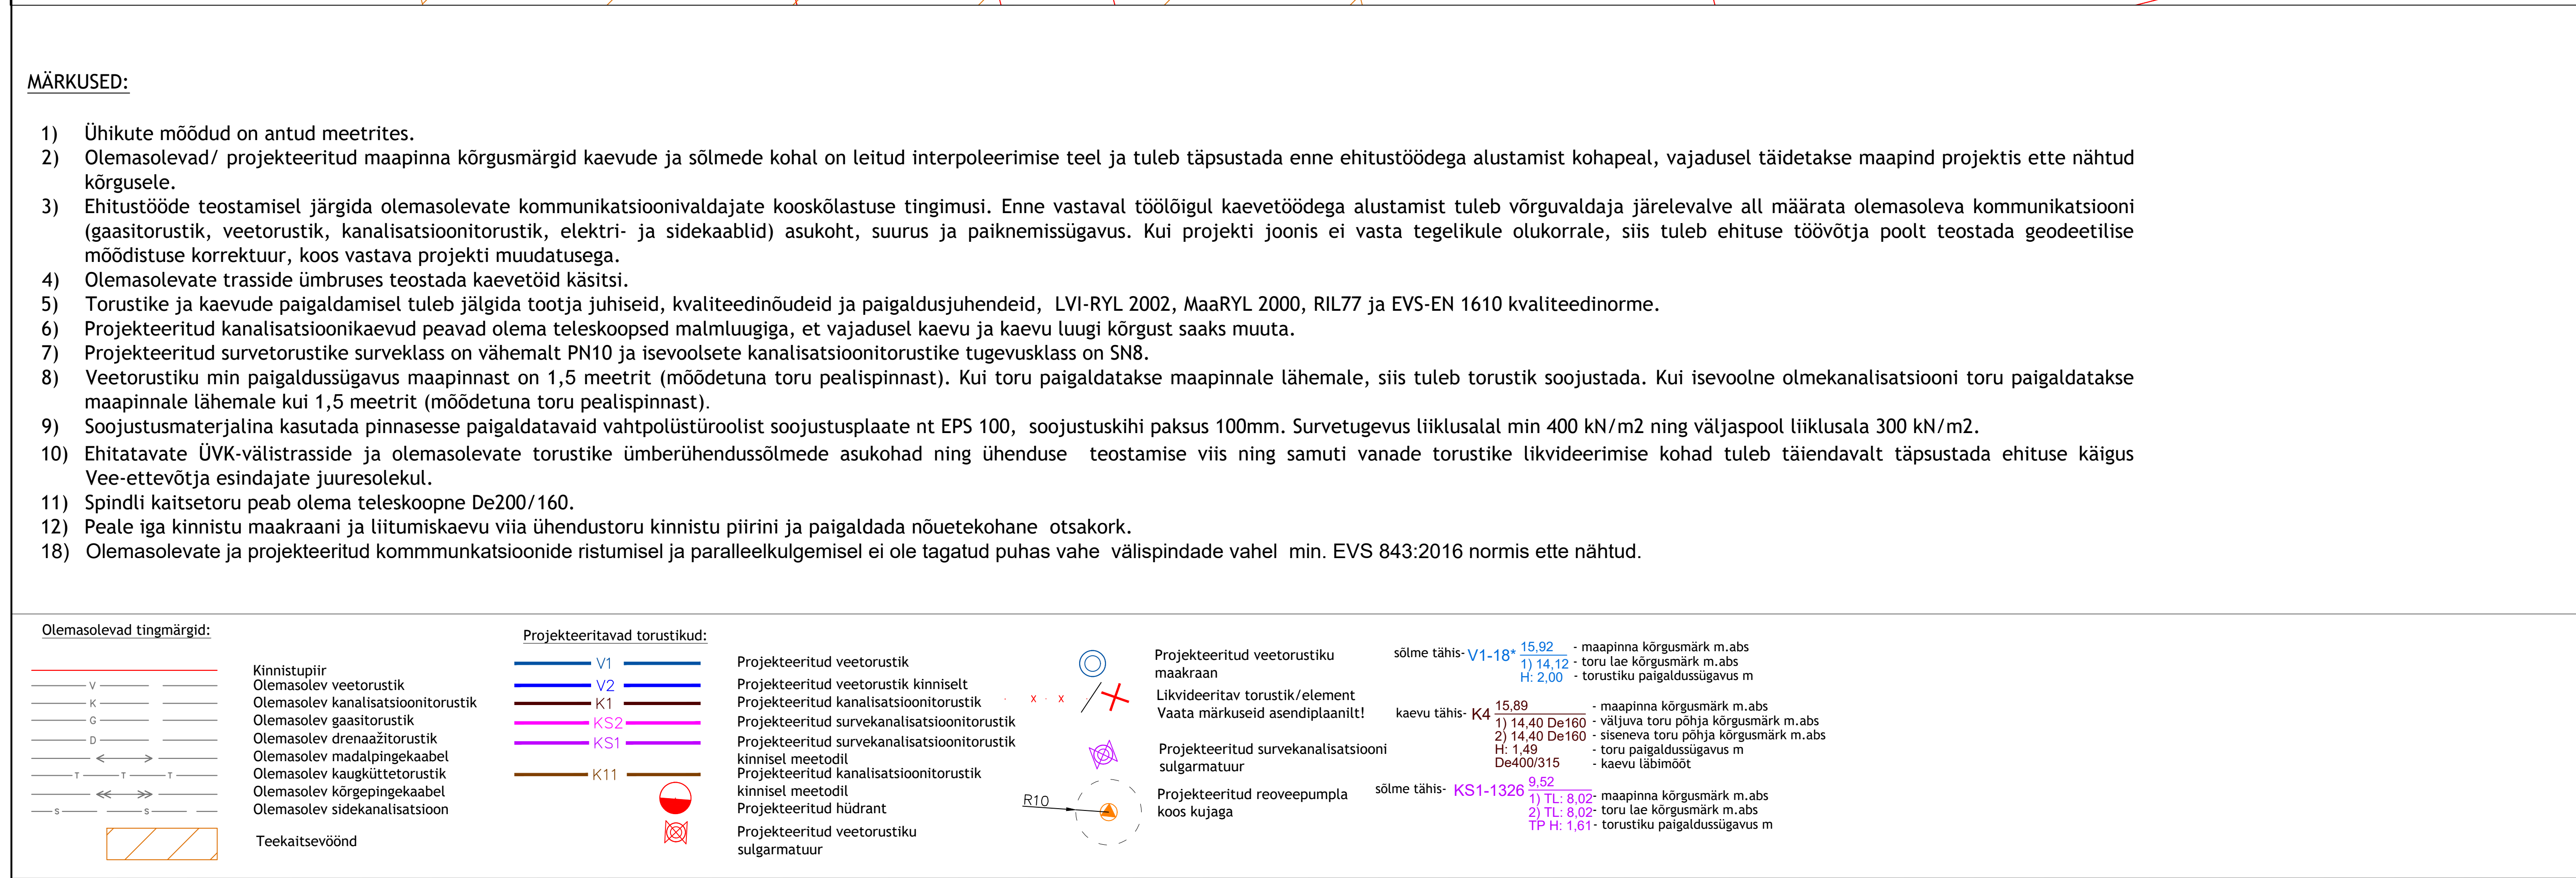 MÄRKUSED:
1) Ühikute mõõdud on antud meetrites.
2) Olemasolevad/ projekteeritud maapinna kõrgusmärgid kaevude ja sõlmede kohal on leitud interpoleerimise teel ja tuleb täpsustada enne ehitustöödega alustamist kohapeal, vajadusel täidetakse maapind projektis ette nähtud
kõrgusele.
3) Ehitustööde teostamisel järgida olemasolevate kommunikatsioonivaldajate kooskõlastuse tingimusi. Enne vastaval töölõigul kaevetöödega alustamist tuleb võrguvaldaja järelevalve all määrata olemasoleva kommunikatsiooni
(gaasitorustik, veetorustik, kanalisatsioonitorustik, elektri- ja sidekaablid) asukoht, suurus ja paiknemissügavus. Kui projekti joonis ei vasta tegelikule olukorrale, siis tuleb ehituse töövõtja poolt teostada geodeetilise
mõõdistuse korrektuur, koos vastava projekti muudatusega.
4) Olemasolevate trasside ümbruses teostada kaevetöid käsitsi.
5) Torustike ja kaevude paigaldamisel tuleb jälgida tootja juhiseid, kvaliteedinõudeid ja paigaldusjuhendeid, LVI-RYL 2002, MaaRYL 2000, RIL77 ja EVS-EN 1610 kvaliteedinorme.
6) Projekteeritud kanalisatsioonikaevud peavad olema teleskoopsed malmluugiga, et vajadusel kaevu ja kaevu luugi kõrgust saaks muuta.
7) Projekteeritud survetorustike surveklass on vähemalt PN10 ja isevoolsete kanalisatsioonitorustike tugevusklass on SN8.
8) Veetorustiku min paigaldussügavus maapinnast on 1,5 meetrit (mõõdetuna toru pealispinnast). Kui toru paigaldatakse maapinnale lähemale, siis tuleb torustik soojustada. Kui isevoolne olmekanalisatsiooni toru paigaldatakse
maapinnale lähemale kui 1,5 meetrit (mõõdetuna toru pealispinnast).
9) Soojustusmaterjalina kasutada pinnasesse paigaldatavaid vahtpolüstüroolist soojustusplaate nt EPS 100, soojustuskihi paksus 100mm. Survetugevus liiklusalal min 400 kN/m2 ning väljaspool liiklusala 300 kN/m2.
10) Ehitatavate ÜVK-välistrasside ja olemasolevate torustike ümberühendussõlmede asukohad ning ühenduse teostamise viis ning samuti vanade torustike likvideerimise kohad tuleb täiendavalt täpsustada ehituse käigus
Vee-ettevõtja esindajate juuresolekul.
11) Spindli kaitsetoru peab olema teleskoopne De200/160.
12) Peale iga kinnistu maakraani ja liitumiskaevu viia ühendustoru kinnistu piirini ja paigaldada nõuetekohane otsakork.
18) Olemasolevate ja projekteeritud kommmunkatsioonide ristumisel ja paralleelkulgemisel ei ole tagatud puhas vahe välispindade vahel min. EVS 843:2016 normis ette nähtud.
Olemasolevad tingmärgid:
Kinnistupiir
V Olemasolev veetorustik
K Olemasolev kanalisatsioonitorustik
G Olemasolev gaasitorustik
D Olemasolev drenaažitorustik
Olemasolev madalpingekaabel
T T T Olemasolev kaugküttetorustik
Olemasolev kõrgepingekaabel
S S Olemasolev sidekanalisatsioon
Teekaitsevöönd
Projekteeritavad torustikud:
V1 Projekteeritud veetorustik
V2 Projekteeritud veetorustik kinniselt
K1 Projekteeritud kanalisatsioonitorustik
KS2 Projekteeritud survekanalisatsioonitorustik
KS1 Projekteeritud survekanalisatsioonitorustik
kinnisel meetodil
K11 Projekteeritud kanalisatsioonitorustik
kinnisel meetodil
Projekteeritud hüdrant
Projekteeritud veetorustiku
sulgarmatuur
Projekteeritud veetorustiku
maakraan
x x Likvideeritav torustik/element
Vaata märkuseid asendiplaanilt!
Projekteeritud survekanalisatsiooni
sulgarmatuur
R10 Projekteeritud reoveepumpla
koos kujaga
sõlme tähis- V1-18* 15,92 - maapinna kõrgusmärk m.abs
1) 14,12 - toru lae kõrgusmärk m.abs
H: 2,00 - torustiku paigaldussügavus m
kaevu tähis- K4 15,89 - maapinna kõrgusmärk m.abs
1) 14,40 De160 - väljuva toru põhja kõrgusmärk m.abs
2) 14,40 De160 - siseneva toru põhja kõrgusmärk m.abs
H: 1,49 - toru paigaldussügavus m
De400/315 - kaevu läbimõõt
sõlme tähis- KS1-1326 9,52
1) TL: 8,02 - maapinna kõrgusmärk m.abs
2) TL: 8,02 - toru lae kõrgusmärk m.abs
TP H: 1,61 - torustiku paigaldussügavus m